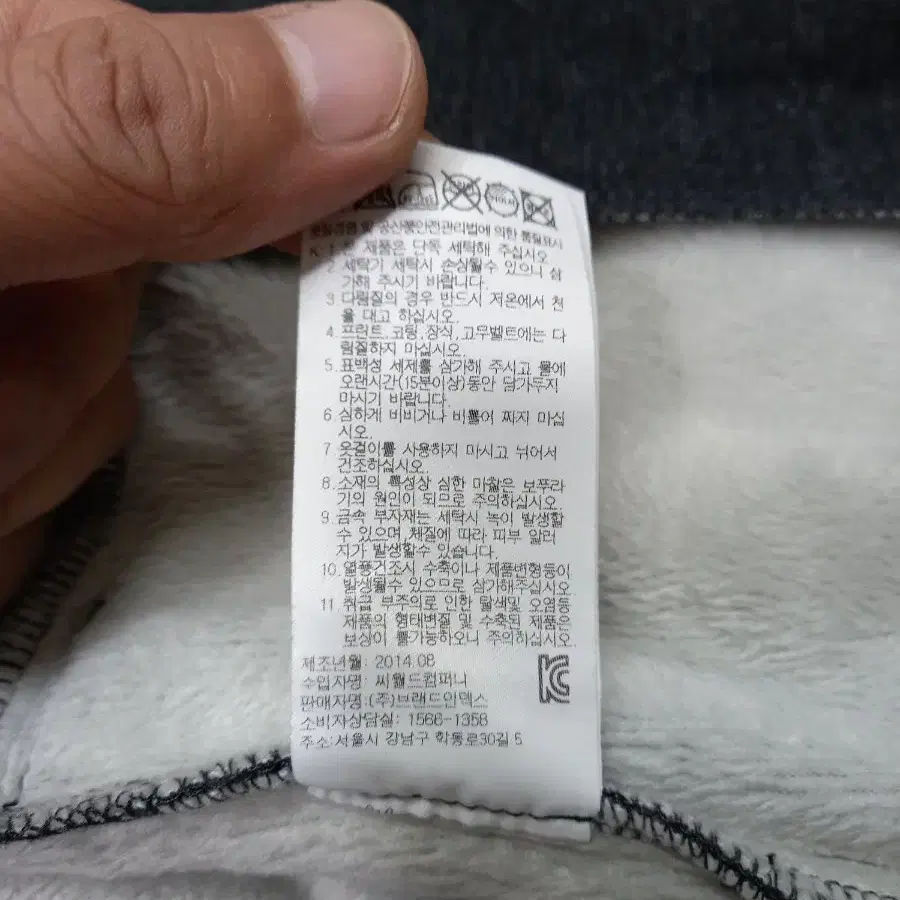 품질경영 및 공산품안전관리법에 의한 품질표시
1. 본 제품은 단독 세탁해 주십시오
2. 세탁기 세탁시 손상될수 있으니 삼
가해 주시기 바랍니다.
3. 다림질의 경우 반드시 저온에서 천
을 대고 하십시오.
4. 프린트, 코팅, 장식, 고무벨트에는 다
림질하지 마십시오.
5. 표백성 세제를 삼가해 주시고 물에
오랜시간(15분이상)동안 담가두지
마시기 바랍니다.
6. 심하게 비비거나 비틀어 짜지 마십
시오.
7. 옷걸이를 사용하지 마시고 뉘어서
건조하십시오.
8. 소재의 특성상 심한 마찰은 보푸라
기의 원인이 되므로 주의하십시오.
9. 금속 부자재는 세탁시 녹이 발생할
수 있으며, 체질에 따라 피부 알러
지가 발생할수 있습니다.
10. 열풍건조시 수축이나 제품변형등이
발생될수 있으므로 삼가해주십시오.
11. 취급 부주의로 인한 탈색및 오염등
제품의 형태변질 및 수축된 제품은
보상이 불가능하오니 주의하십시오.
제조년월: 2014.08
수입자명: 씨월드컴퍼니
판매자명:(주)브랜드인덱스
소비자상담실: 1566-1358
주소:서울시 강남구 학동로30길 5